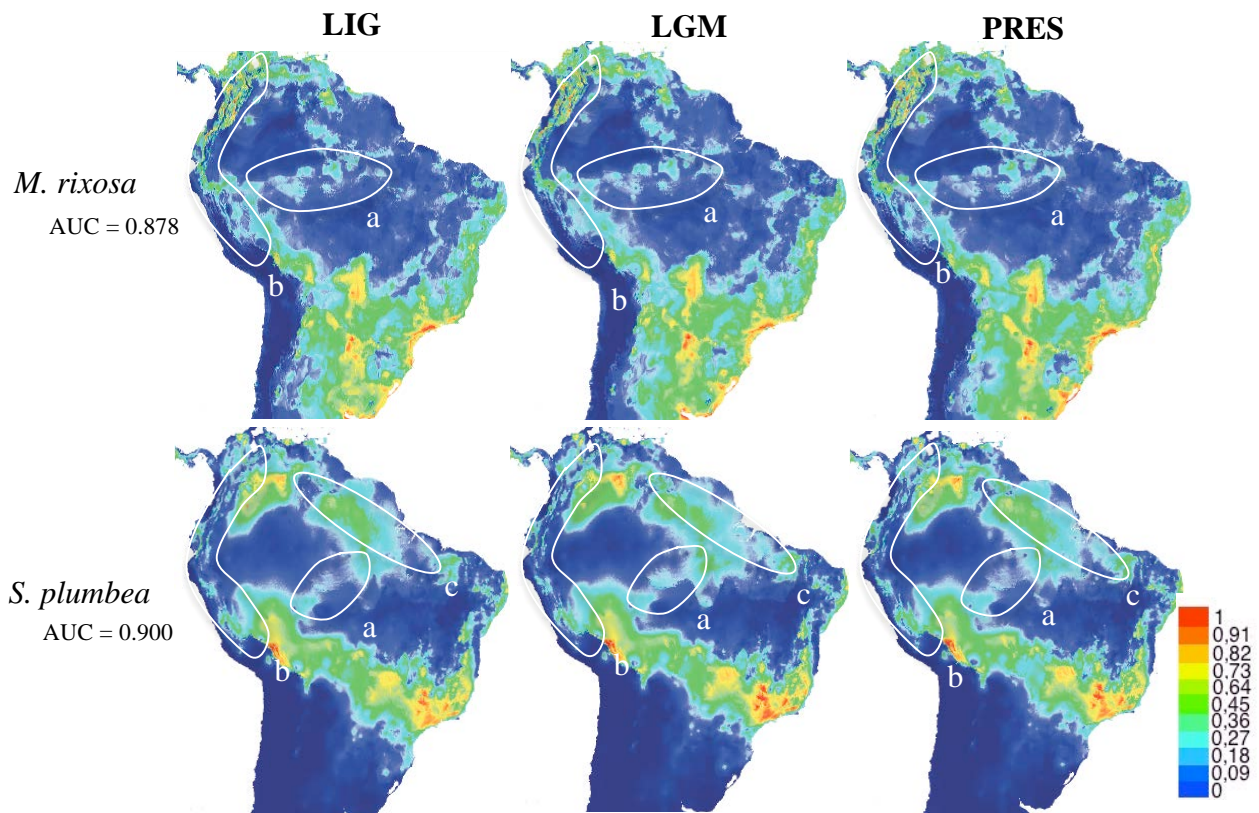 LIG LGM PRES
M. rixosa
AUC = 0.878
a a a
b b b
S. plumbea
AUC = 0.900
c c c
a a a
b b b
1
0,91
0,82
0,73
0,64
0,45
0,36
0,27
0,18
0,09
0